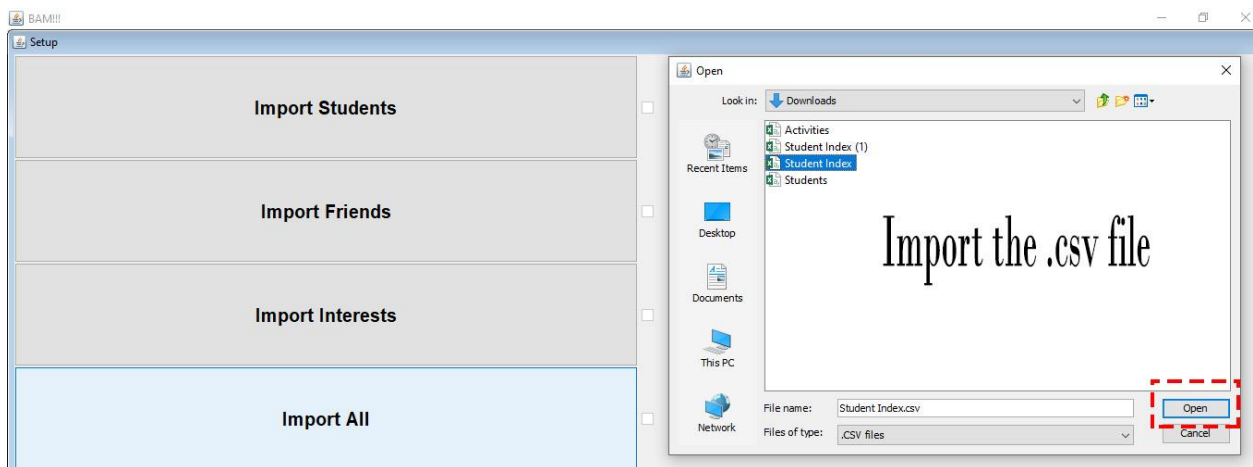 BAM!!!
Setup
Import Students
Import Friends
Import Interests
Import All
Open
Look in:
Downloads
Recent Items
Desktop
Documents
This PC
Network
Activities
Student Index (1)
Student Index
Students
Import the .csv file
File name:
Student Index.csv
Open
Files of type:
.CSV files
Cancel